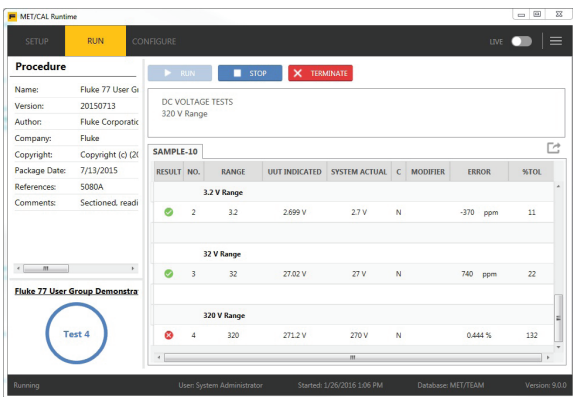 MET/CAL Runtime
SETUP RUN CONFIGURE LIVE
Procedure
Name: Fluke 77 User Gr
Version: 20150713
Author: Fluke Corporatic
Company: Fluke
Copyright: Copyright (c) (20
Package Date: 7/13/2015
References: 5080A
Comments: Sectioned, readi
Fluke 77 User Group Demonstra
Test 4
RUN STOP TERMINATE
DC VOLTAGE TESTS
320 V Range
SAMPLE-10
RESULT NO. RANGE UUT INDICATED SYSTEM ACTUAL C MODIFIER ERROR %TOL
3.2 V Range
2 3.2 2.699 V 2.7 V N -370 ppm 11
32 V Range
3 32 27.02 V 27 V N 740 ppm 22
320 V Range
4 320 271.2 V 270 V N 0.444 % 132
Running User: System Administrator Started: 1/26/2016 1:06 PM Database: MET/TEAM Version: 9.0.0